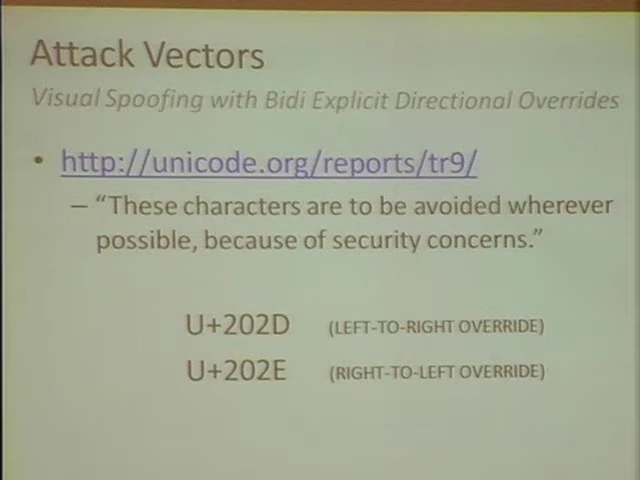 Attack Vectors
Visual Spoofing with Bidi Explicit Directional Overrides
• http://unicode.org/reports/tr9/
– “These characters are to be avoided wherever
possible, because of security concerns.”
U+202D (LEFT-TO-RIGHT OVERRIDE)
U+202E (RIGHT-TO-LEFT OVERRIDE)